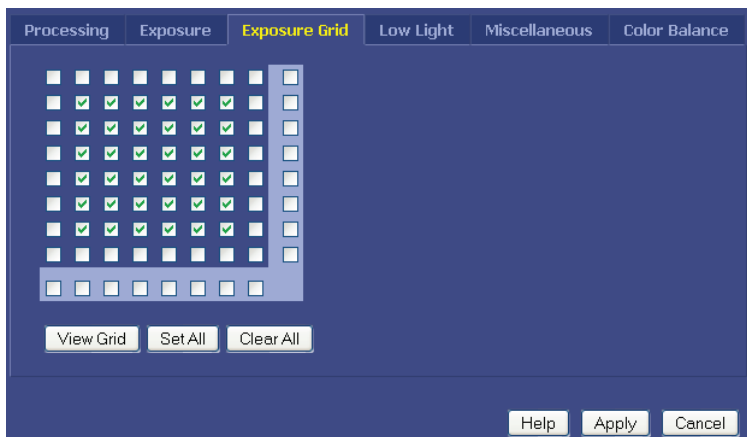 Processing Exposure Exposure Grid Low Light Miscellaneous Color Balance
View Grid Set All Clear All
Help Apply Cancel